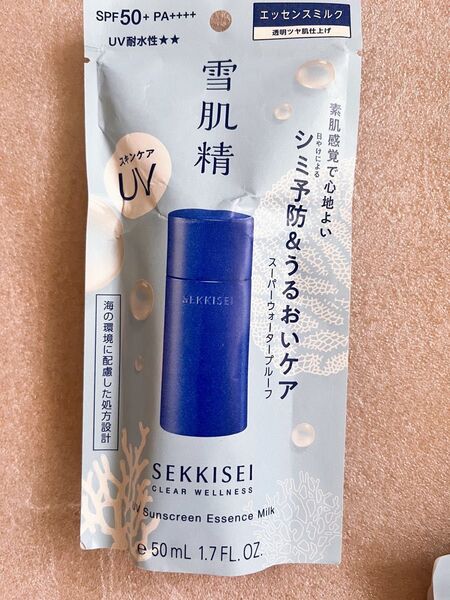 SPF50+ PA++++
UV耐水性★★
エッセンスミルク
透明ツヤ肌仕上げ
雪肌精
素肌感覚で心地よい
日やけによる
シミ予防&うるおいケア
スーパーウォータープルーフ
スキンケア
UV
SEKKISEI
海の環境に配慮した処方設計
SEKKISEI
CLEAR WELLNESS
UV Sunscreen Essence Milk
℮50mL 1.7FL.OZ.